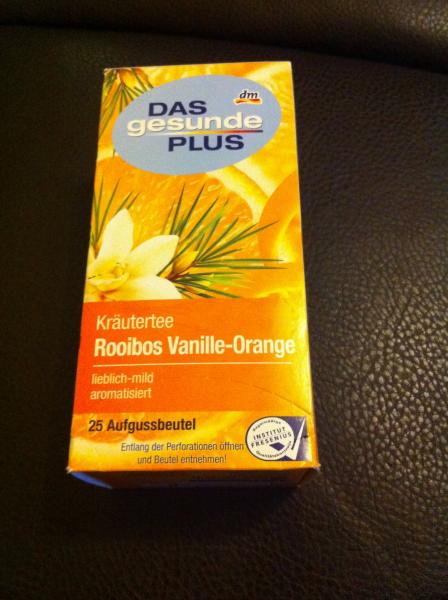 dm
DAS
gesunde
PLUS
Kräutertee
Rooibos Vanille-Orange
lieblich-mild
aromatisiert
25 Aufgussbeutel
Entlang der Perforationen öffnen
und Beutel entnehmen!
INSTITUT
FRESENIUS